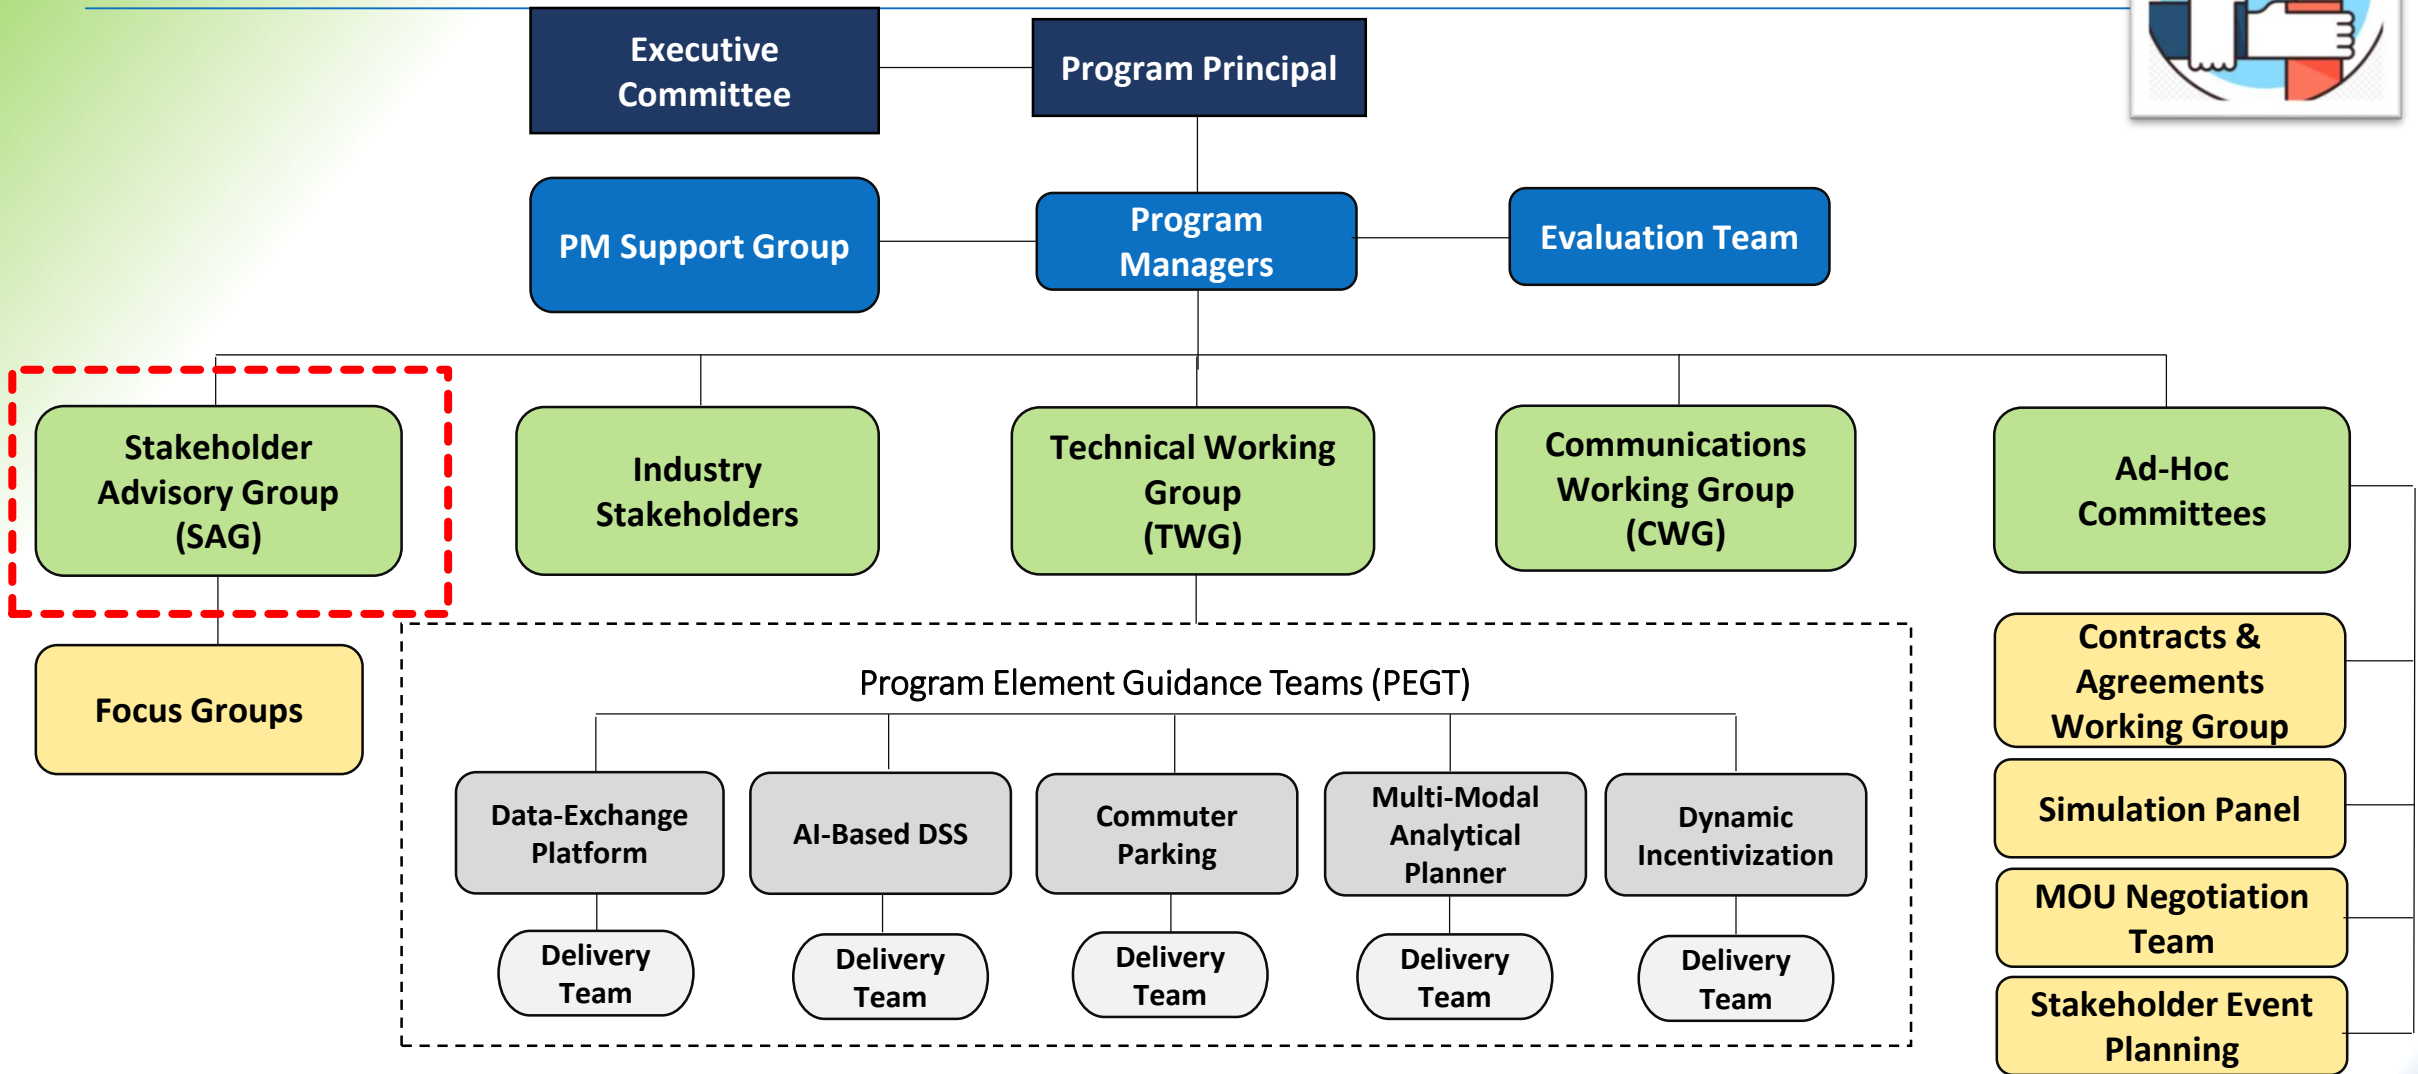 Executive
Committee
Program Principal
PM Support Group
Program
Managers
Evaluation Team
Stakeholder
Advisory Group
(SAG)
Industry
Stakeholders
Technical Working
Group
(TWG)
Communications
Working Group
(CWG)
Ad-Hoc
Committees
Focus Groups
Program Element Guidance Teams (PEGT)
Data-Exchange
Platform
AI-Based DSS
Commuter
Parking
Multi-Modal
Analytical
Planner
Dynamic
Incentivization
Delivery
Team
Delivery
Team
Delivery
Team
Delivery
Team
Delivery
Team
Contracts &
Agreements
Working Group
Simulation Panel
MOU Negotiation
Team
Stakeholder Event
Planning